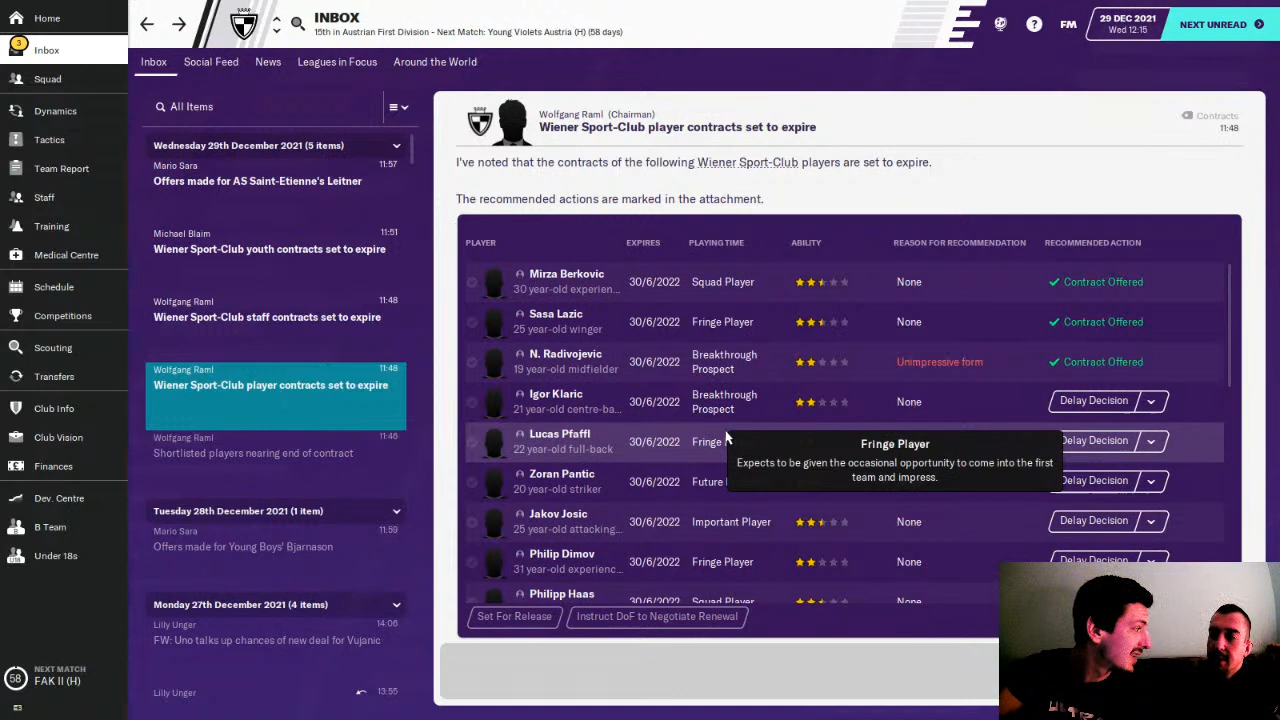 Home
3
Inbox
Squad
Dynamics
Tactics
Team Report
Staff
Training
Medical Centre
Schedule
Competitions
Scouting
Transfers
Club Info
Club Vision
Finances
Dev. Centre
B Team
Under 18s
58
NEXT MATCH
FAK II (H)
INBOX
15th in Austrian First Division - Next Match: Young Violets Austria (H) (58 days)
FM
29 DEC 2021
Wed 12:15
NEXT UNREAD
Inbox Social Feed News Leagues in Focus Around the World
All Items
Wednesday 29th December 2021 (5 items)
Mario Sara 11:57
Offers made for AS Saint-Etienne's Leitner
Michael Blaim 11:51
Wiener Sport-Club youth contracts set to expire
Wolfgang Raml 11:48
Wiener Sport-Club staff contracts set to expire
Wolfgang Raml 11:48
Wiener Sport-Club player contracts set to expire
Wolfgang Raml 11:46
Shortlisted players nearing end of contract
Tuesday 28th December 2021 (1 item)
Mario Sara 11:59
Offers made for Young Boys' Bjarnason
Monday 27th December 2021 (4 items)
Lilly Unger 14:06
FW: Uno talks up chances of new deal for Vujanic
Lilly Unger 13:55
Wolfgang Raml (Chairman)
Wiener Sport-Club player contracts set to expire
Contracts
11:48
I've noted that the contracts of the following Wiener Sport-Club players are set to expire.
The recommended actions are marked in the attachment.
PLAYER EXPIRES PLAYING TIME ABILITY REASON FOR RECOMMENDATION RECOMMENDED ACTION
Mirza Berkovic
30 year-old experien... 30/6/2022 Squad Player None Contract Offered
Sasa Lazic
25 year-old winger 30/6/2022 Fringe Player None Contract Offered
N. Radivojevic
19 year-old midfielder 30/6/2022 Breakthrough Prospect Unimpressive form Contract Offered
Igor Klaric
21 year-old centre-ba... 30/6/2022 Breakthrough Prospect None Delay Decision
Lucas Pfaffl
22 year-old full-back 30/6/2022 Fringe Delay Decision
Fringe Player
Expects to be given the occasional opportunity to come into the first
team and impress.
Zoran Pantic
20 year-old striker 30/6/2022 Future Delay Decision
Jakov Josic
25 year-old attacking... 30/6/2022 Important Player None Delay Decision
Philip Dimov
31 year-old experienc... 30/6/2022 Fringe Player None Delay Decision
Philipp Haas 30/6/2022 Squad Player None
Set For Release Instruct DoF to Negotiate Renewal